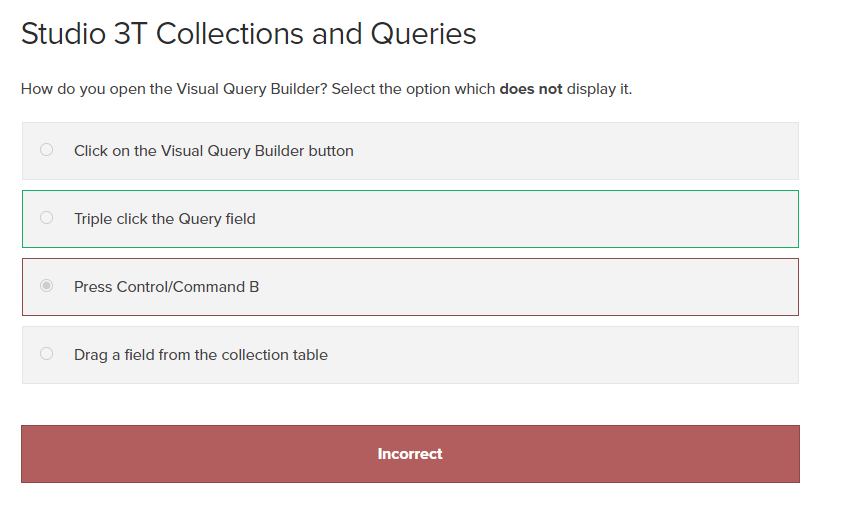 Studio 3T Collections and Queries
How do you open the Visual Query Builder? Select the option which does not display it.
Click on the Visual Query Builder button
Triple click the Query field
Press Control/Command B
Drag a field from the collection table
Incorrect